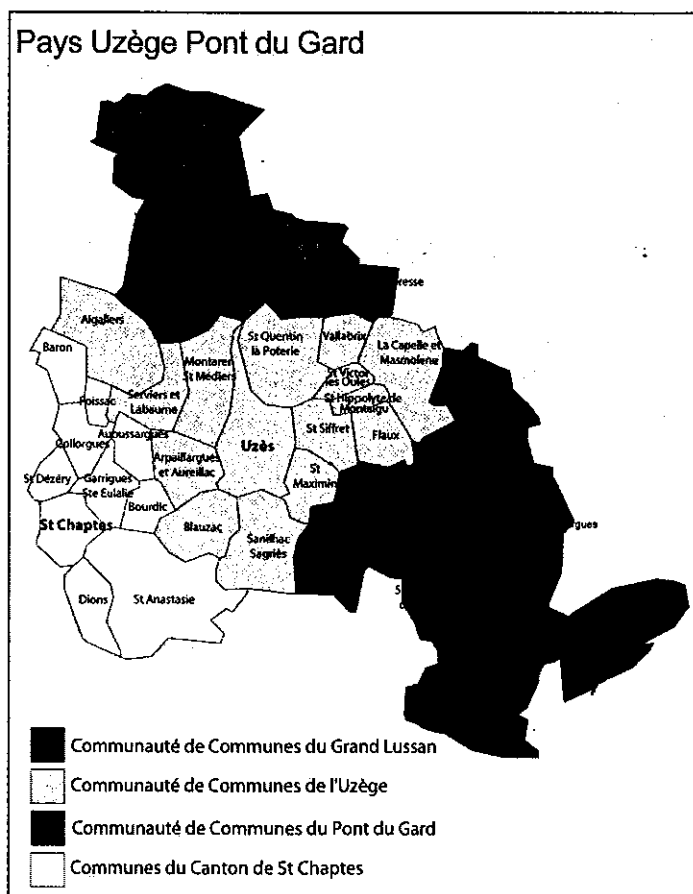 Pays Uzège Pont du Gard
Aigaliers
Baron
Foissac
Serviers et
Labaume
Montaren
St Médiers
St Quentin
la Poterie
Vallabrix
La Capelle et
Masmolene
St Victor
les Oules
St Hippolyte de
Montaigu
St Siffret
Flaux
Uzès
Collorgues
Aubussargues
Arpaillargues
et Aureillac
St
Maximin
St Dézéry
Garrigues
Ste Eulalie
Bourdic
St Chaptes
Blauzac
Sanilhac
Sagriès
Dions
St Anastasie
Communauté de Communes du Grand Lussan
Communauté de Communes de l'Uzège
Communauté de Communes du Pont du Gard
Communes du Canton de St Chaptes